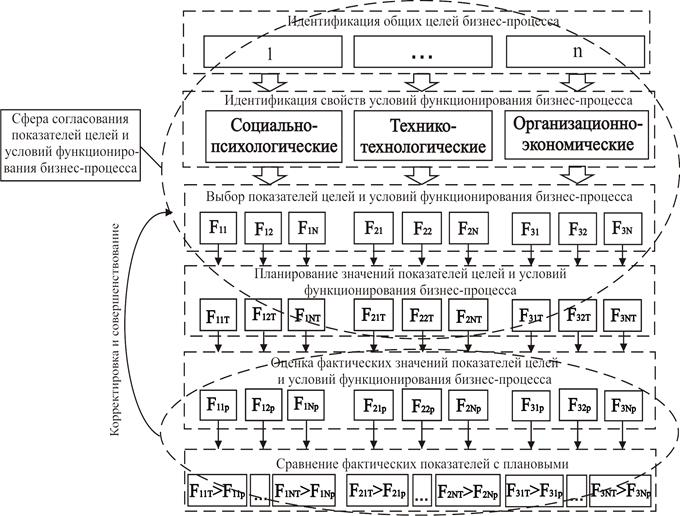 Идентификация общих целей бизнес-процесса
1 ... n
Идентификация свойств условий функционирования бизнес-процесса
Социально-
психологические
Технико-
технологические
Организационно-
экономические
Сфера согласования
показателей целей и
условий функциониро-
вания бизнес-процесса
Выбор показателей целей и условий функционирования бизнес-процесса
F11 F12 F1N F21 F22 F2N F31 F32 F3N
Корректировка и совершенствование
Планирование значений показателей целей и условий
функционирования бизнес-процесса
F11T F12T F1NT F21T F22T F2NT F31T F32T F3NT
Оценка фактических значений показателей целей
и условий функционирования бизнес-процесса
F11p F12p F1Np F21p F22p F2Np F31p F32p F3Np
Сравнение фактических показателей с плановыми
F11T>F11p ... F1NT>F1Np F21T>F21p ... F2NT>F2Np F31T>F31p ... F3NT<F3Np